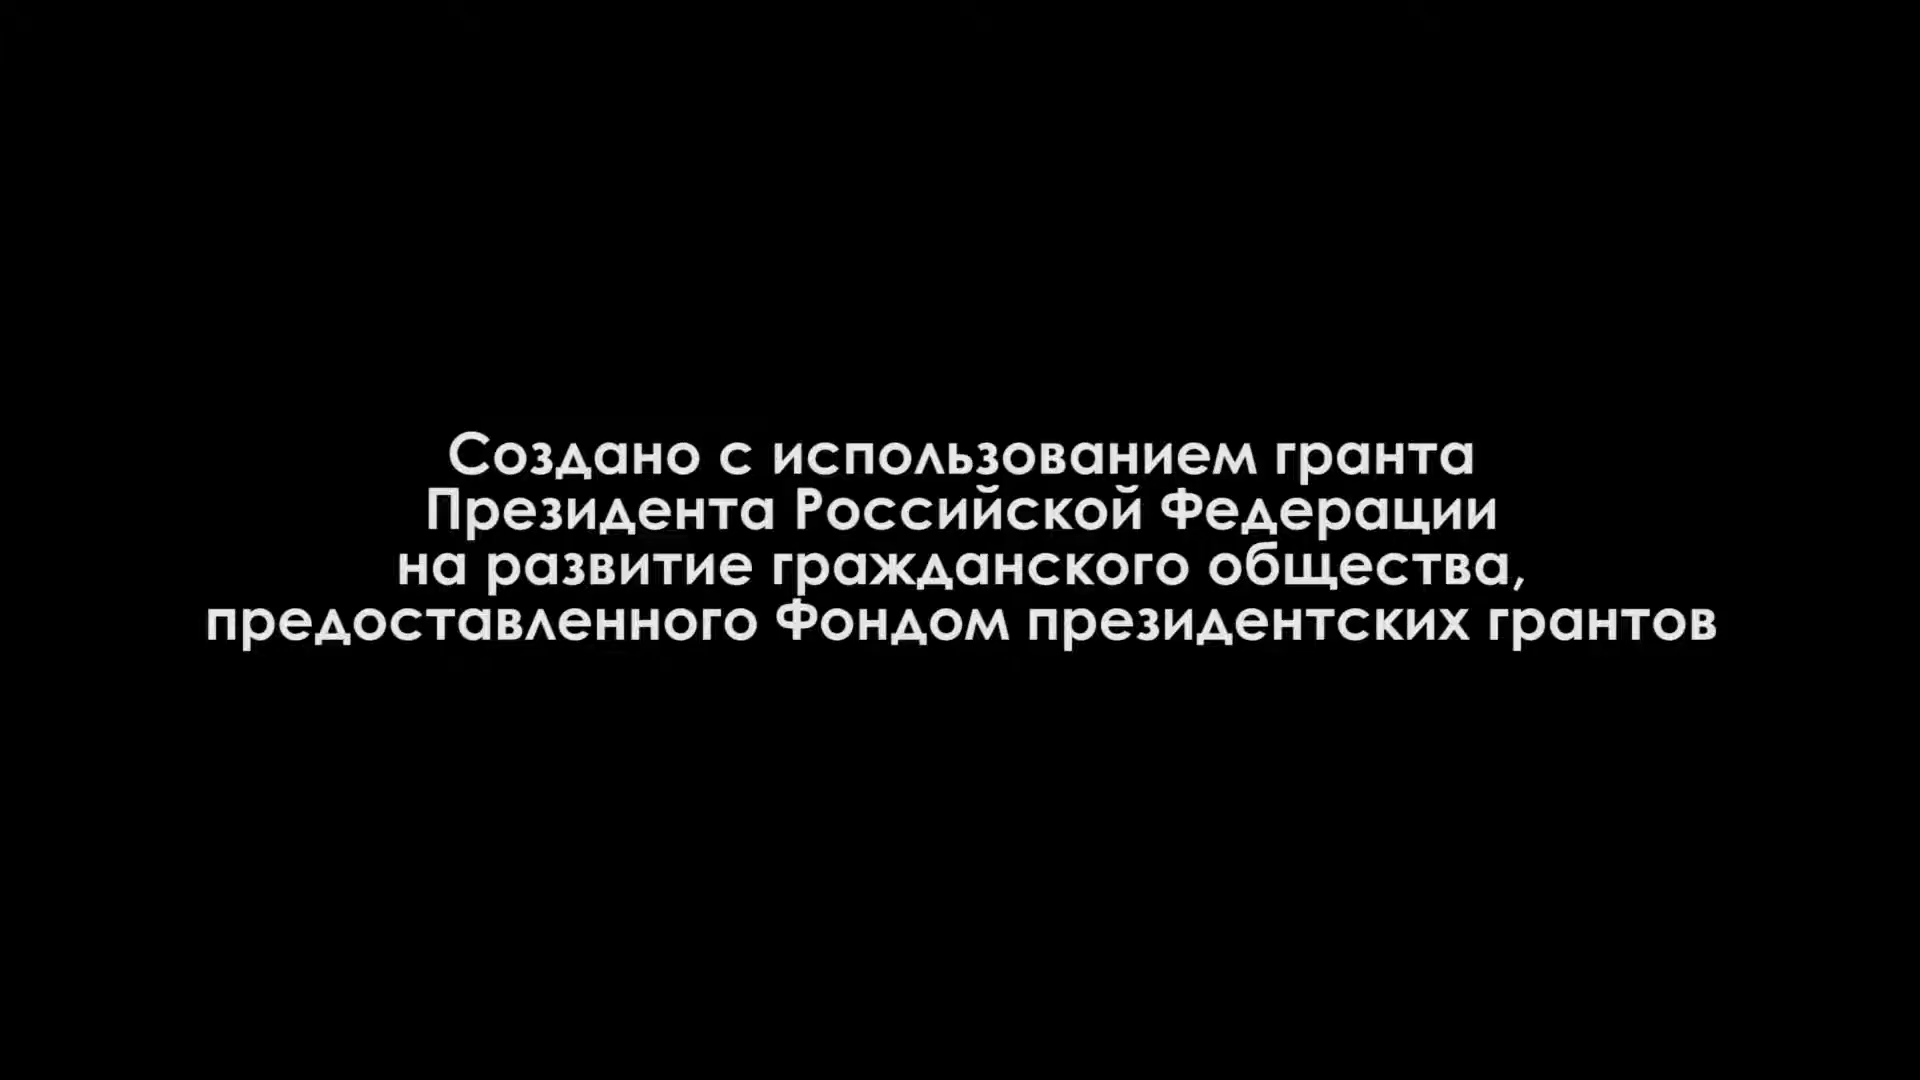 Создано с использованием гранта
Президента Российской Федерации
на развитие гражданского общества,
предоставленного Фондом президентских грантов